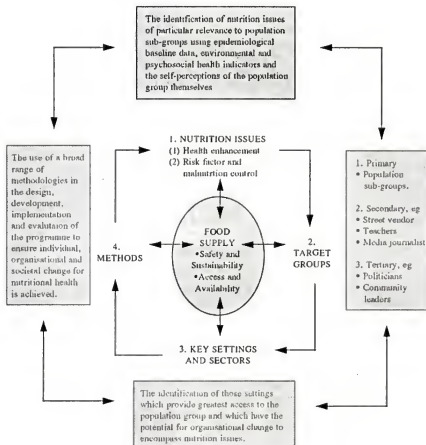 The identification of nutrition issues
of particular relevance to population
sub-groups using epidemiological
baseline data, environmental and
psychosocial health indicators and
the self-perceptions of the population
group themselves
The use of a broad
range of
methodologies in
the design,
development,
implementation
and evalutaion of
the programme to
ensure individual,
organisational and
societal change for
nutritional health
is achieved.
1. NUTRITION ISSUES
(1) Health enhancement
(2) Risk factor and
malnutrition control
4.
METHODS
FOOD
SUPPLY
•Safety and
Sustainability
•Access and
Availability
2.
TARGET
GROUPS
3. KEY SETTINGS
AND SECTORS
1. Primary
• Population
sub-groups.
2. Secondary, eg
• Street vendor
• Teachers
• Media journalist
3. Tertiary, eg
• Politicians
• Community
leaders
The identification of those settings
which provide greatest access to the
population group and which have the
potential for organisational change to
encompass nutrition issues.